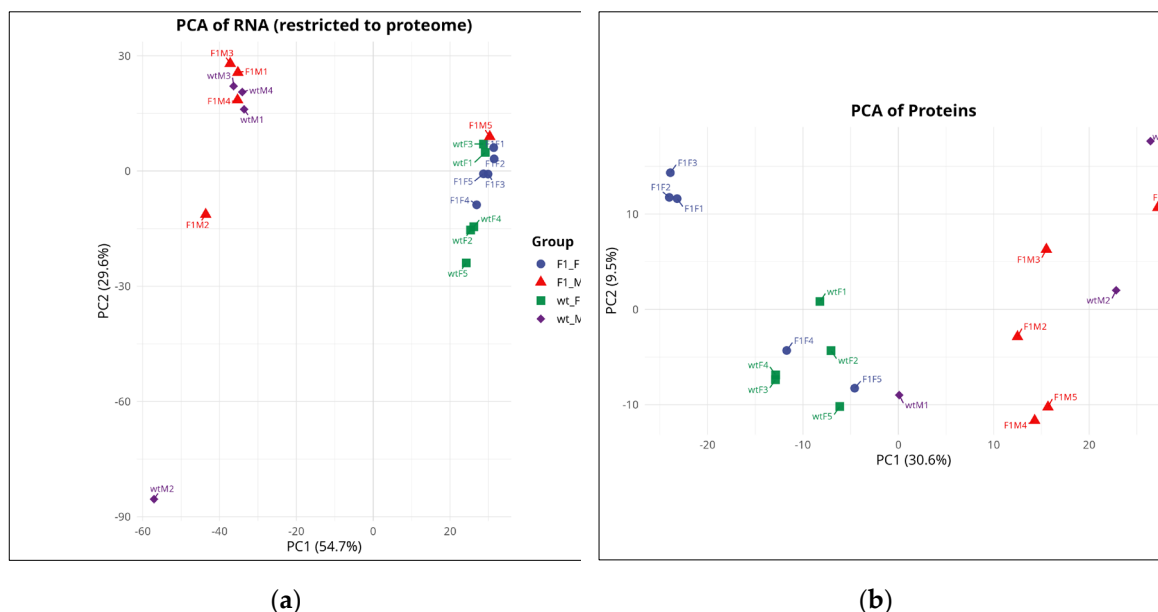 PCA of RNA (restricted to proteome)
30
0
-30
-60
-90
-60
-40
-20
0
20
PC2 (29.6%)
PC1 (54.7%)
F1M3
F1M1
wtM3
wtM4
F1M4
wtM1
F1M2
wtM2
F1M5
wtF3
F1F1
wtF1
F1F2
F1F5
F1F3
F1F4
wtF4
wtF2
wtF5
Group
F1_F
F1_M
wt_F
wt_M
(a)
PCA of Proteins
10
0
-10
-20
-10
0
10
20
PC2 (9.5%)
PC1 (30.6%)
F1F3
F1F2
F1F1
wtF1
F1F4
wtF2
wtF4
wtF3
F1F5
wtF5
wtM1
F1M3
wtM2
F1M2
F1M5
F1M4
(b)